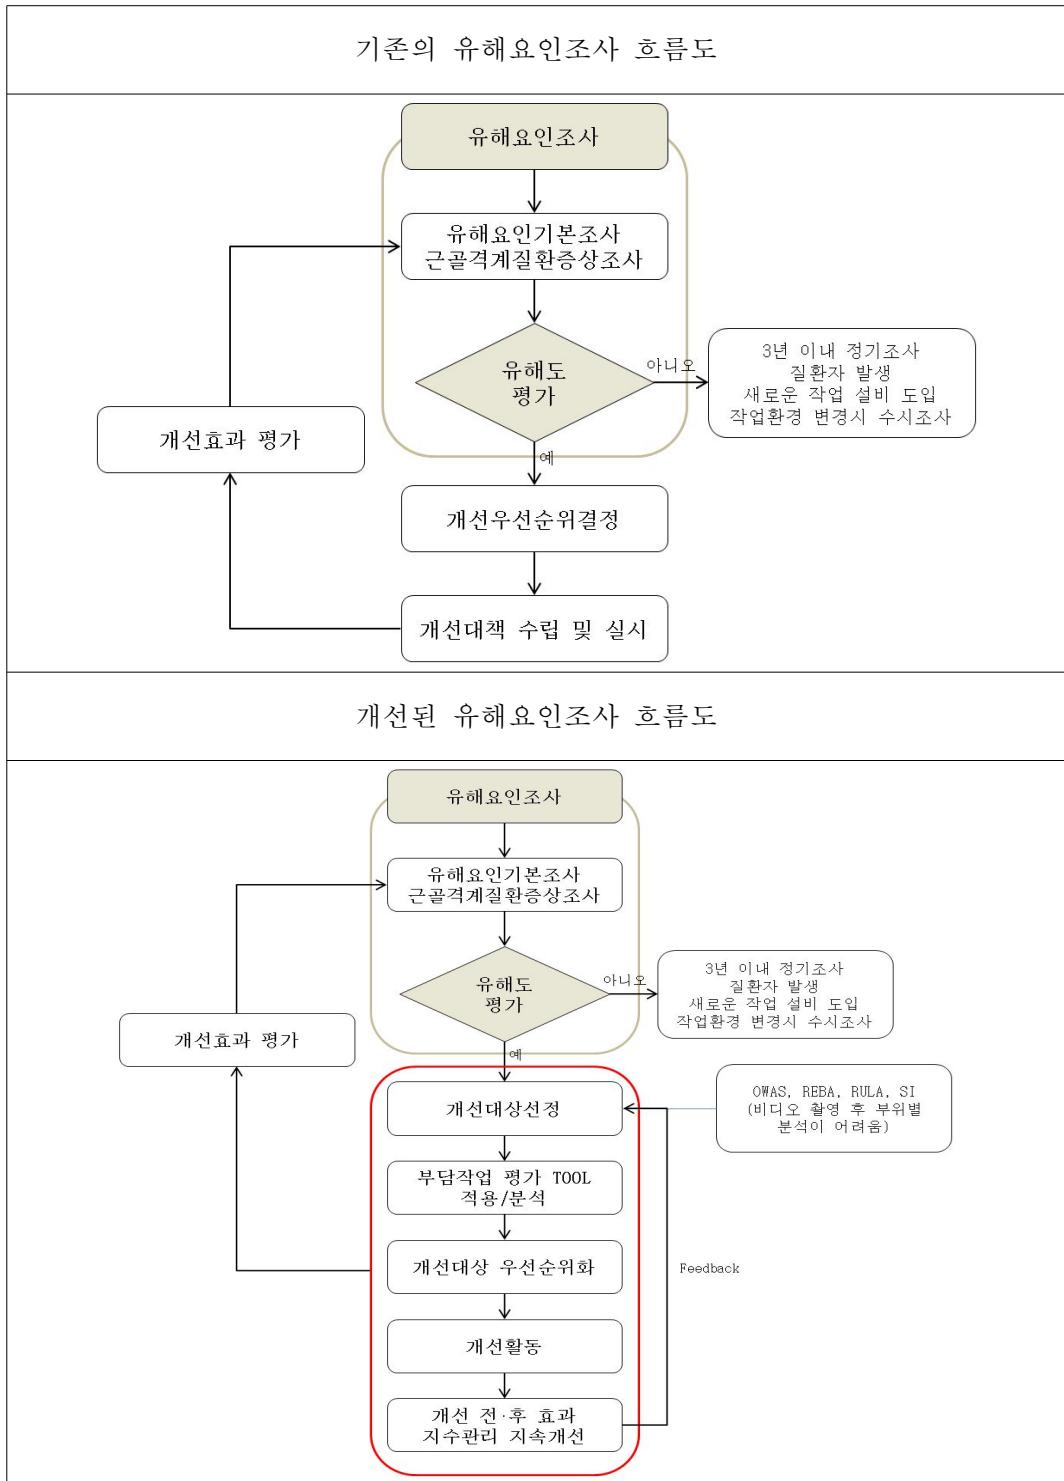 기존의 유해요인조사 흐름도
유해요인조사
유해요인기본조사
근골격계질환증상조사
유해도
평가
아니오
3년 이내 정기조사
질환자 발생
새로운 작업 설비 도입
작업환경 변경시 수시조사
개선효과 평가
예
개선우선순위결정
개선대책 수립 및 실시
개선된 유해요인조사 흐름도
유해요인조사
유해요인기본조사
근골격계질환증상조사
유해도
평가
아니오
3년 이내 정기조사
질환자 발생
새로운 작업 설비 도입
작업환경 변경시 수시조사
개선효과 평가
예
개선대상선정
OWAS, REBA, RULA, SI
(비디오 촬영 후 부위별
분석이 어려움)
부담작업 평가 TOOL
적용/분석
개선대상 우선순위화
Feedback
개선활동
개선 전·후 효과
지수관리 지속개선